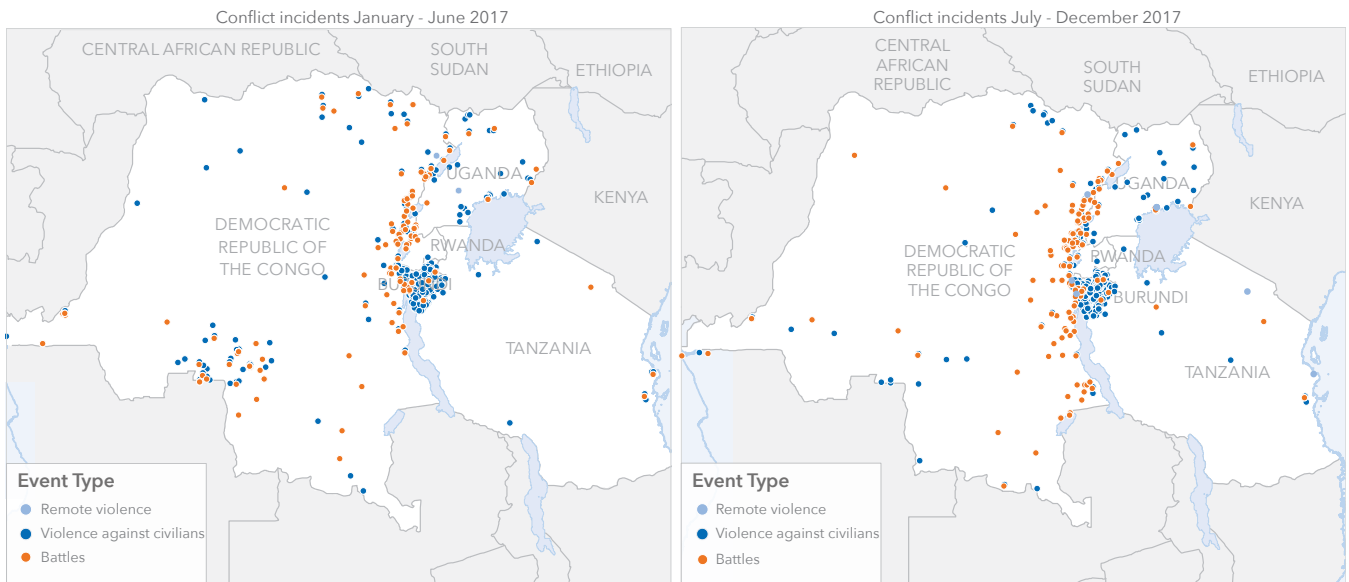 Conflict incidents January - June 2017
CENTRAL AFRICAN REPUBLIC
SOUTH
SUDAN
ETHIOPIA
UGANDA
KENYA
DEMOCRATIC
REPUBLIC OF
THE CONGO
RWANDA
BURUNDI
TANZANIA
Event Type
Remote violence
Violence against civilians
Battles
Conflict incidents July - December 2017
CENTRAL
AFRICAN
REPUBLIC
SOUTH
SUDAN
ETHIOPIA
UGANDA
KENYA
DEMOCRATIC
REPUBLIC OF
THE CONGO
RWANDA
BURUNDI
TANZANIA
Event Type
Remote violence
Violence against civilians
Battles